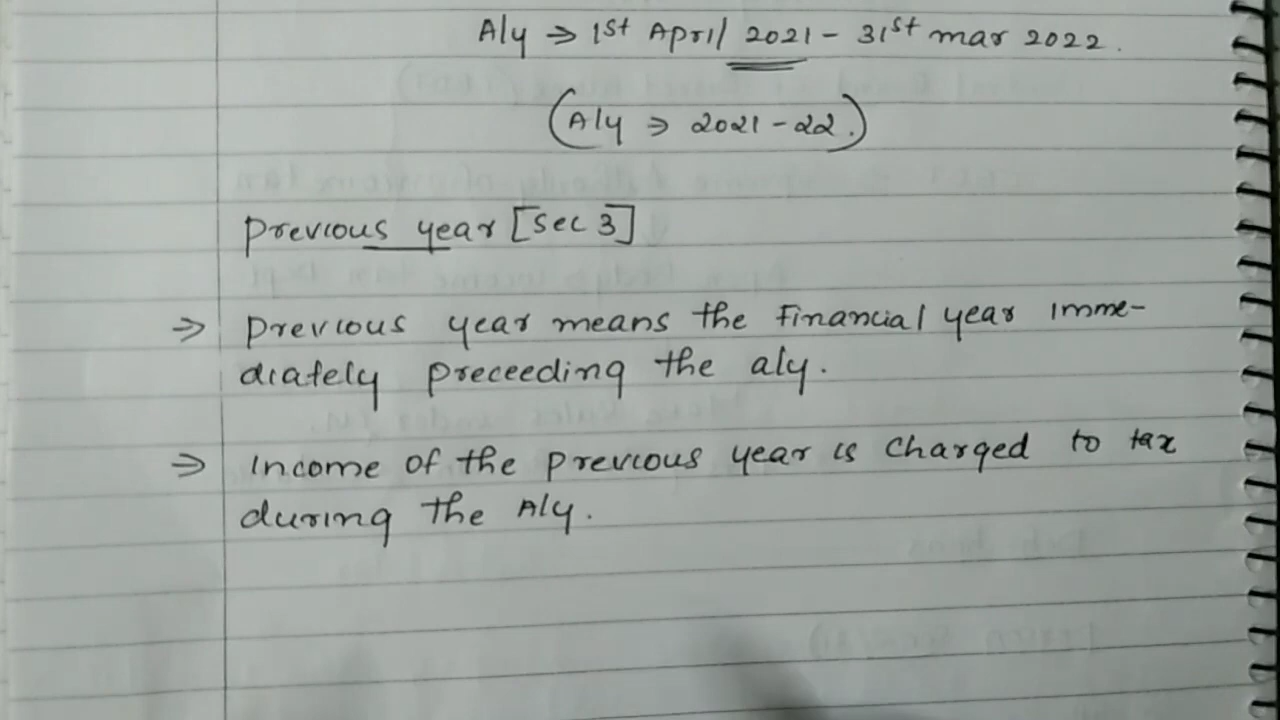 A/y ⇒ 1st April 2021 - 31st mar 2022.
(A/y ⇒ 2021-22.)
Previous year [Sec 3]
⇒ Previous year means the Financial year imme-
diately preceeding the a/y.
⇒ Income of the previous year is charged to tax
during the A/y.